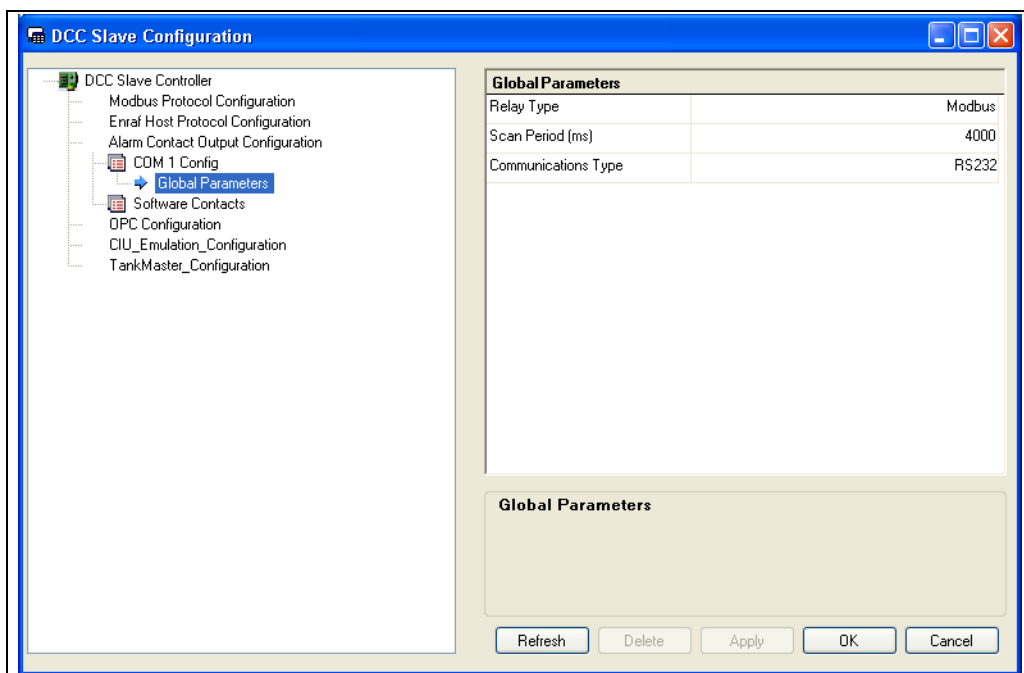 DCC Slave Configuration
DCC Slave Controller
Modbus Protocol Configuration
Enraf Host Protocol Configuration
Alarm Contact Output Configuration
COM 1 Config
Global Parameters
Software Contacts
OPC Configuration
CIU_Emulation_Configuration
TankMaster_Configuration
Global Parameters
Relay Type Modbus
Scan Period (ms) 4000
Communications Type RS232
Global Parameters
Refresh Delete Apply OK Cancel